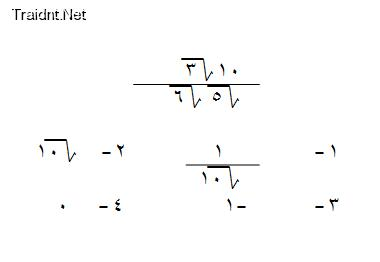 Traidnt.Net
١٠ √٣
√٥ √٦
١- ١ ٢- √١٠
√١٠
٣- -١ ٤- ٠